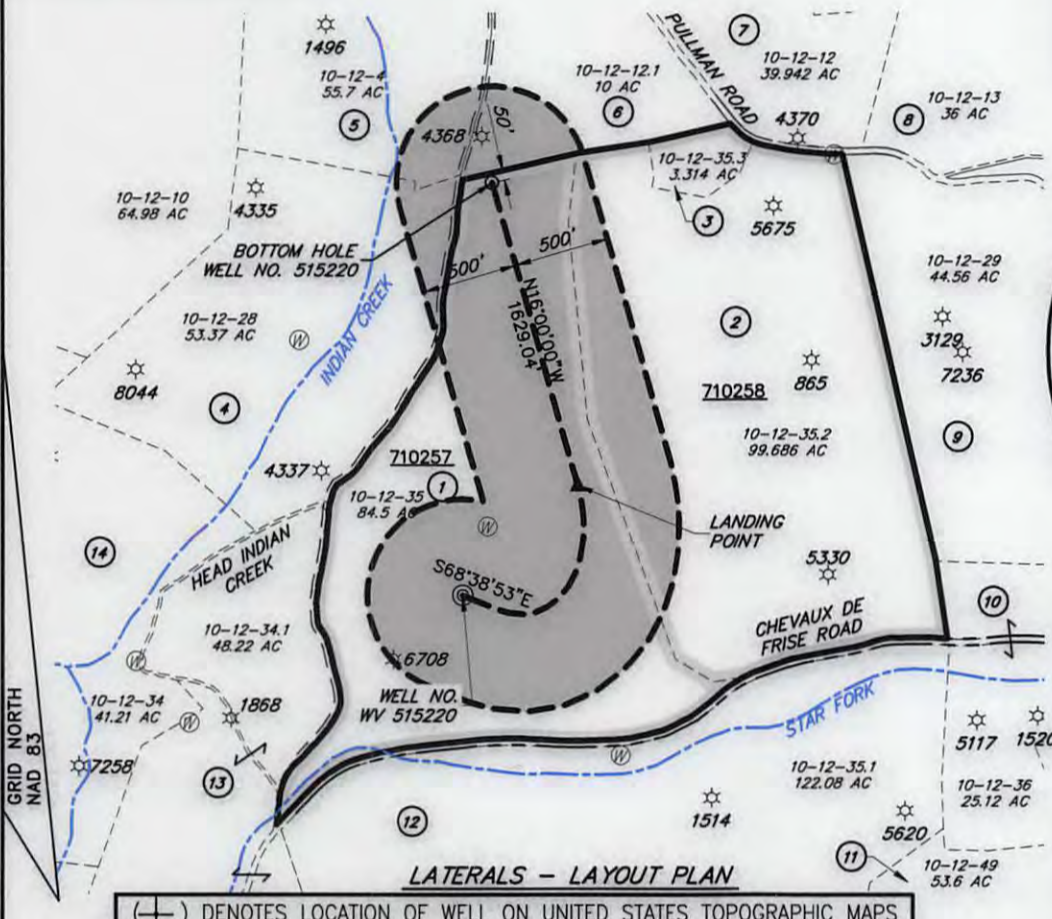 1496
10-12-4
55.7 AC
5
7
10-12-12
39.942 AC
PULLMAN ROAD
10-12-12.1
10 AC
6
8
10-12-13
36 AC
4368
50'
4370
10-12-35.3
3.314 AC
3
10-12-10
64.98 AC
4335
5675
BOTTOM HOLE
WELL NO. 515220
500'
500'
N16°00'00"W
1629.04'
10-12-29
44.56 AC
10-12-28
53.37 AC
W
INDIAN CREEK
2
3129
7236
8044
4
865
710258
9
10-12-35.2
99.686 AC
4337
710257
1
10-12-35
84.5 AC
W
LANDING
POINT
14
HEAD INDIAN
CREEK
S68°38'53"E
5330
CHEVAUX DE
FRISE ROAD
10
10-12-34.1
48.22 AC
W
6708
WELL NO.
WV 515220
10-12-34
41.21 AC
W
1868
STAR FORK
GRID NORTH
NAD 83
7258
13
W
5117
1520
10-12-35.1
122.08 AC
10-12-36
25.12 AC
12
1514
5620
11
10-12-49
53.6 AC
W
LATERALS - LAYOUT PLAN
(+) DENOTES LOCATION OF WELL ON UNITED STATES TOPOGRAPHIC MAPS